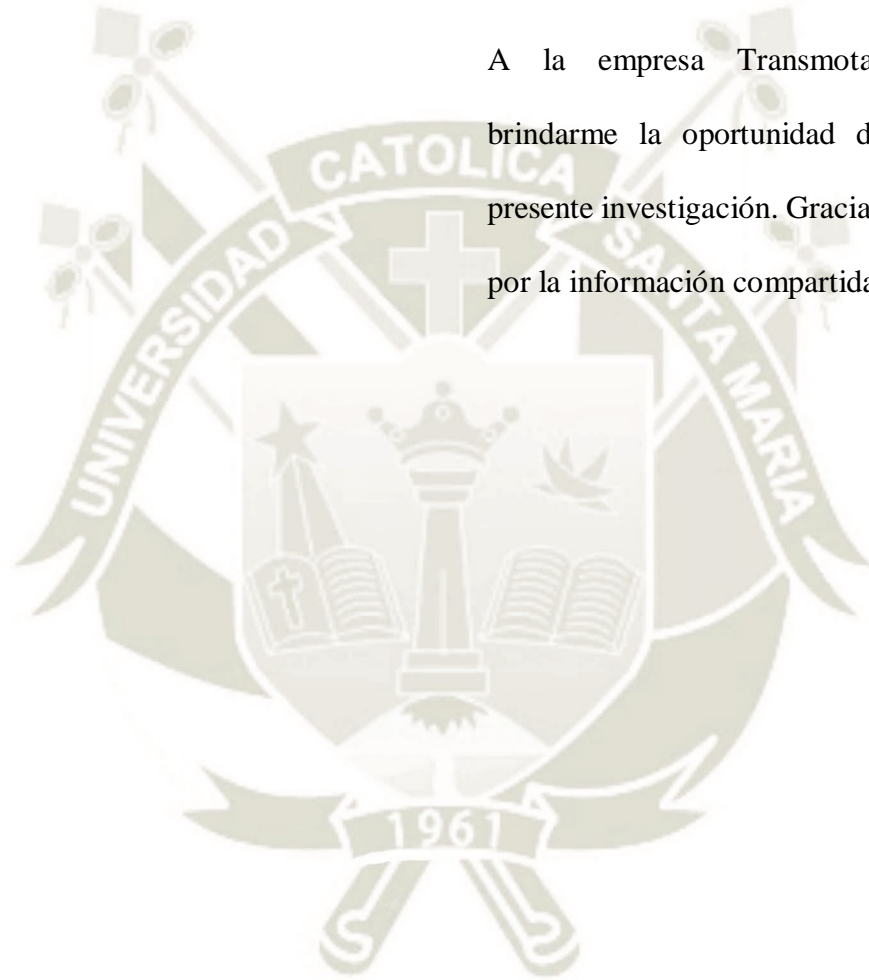 A la empresa Transmota
brindarme la oportunidad d
presente investigación. Gracia
por la información compartida
UNIVERSIDAD CATOLICA SANTA MARIA
1961